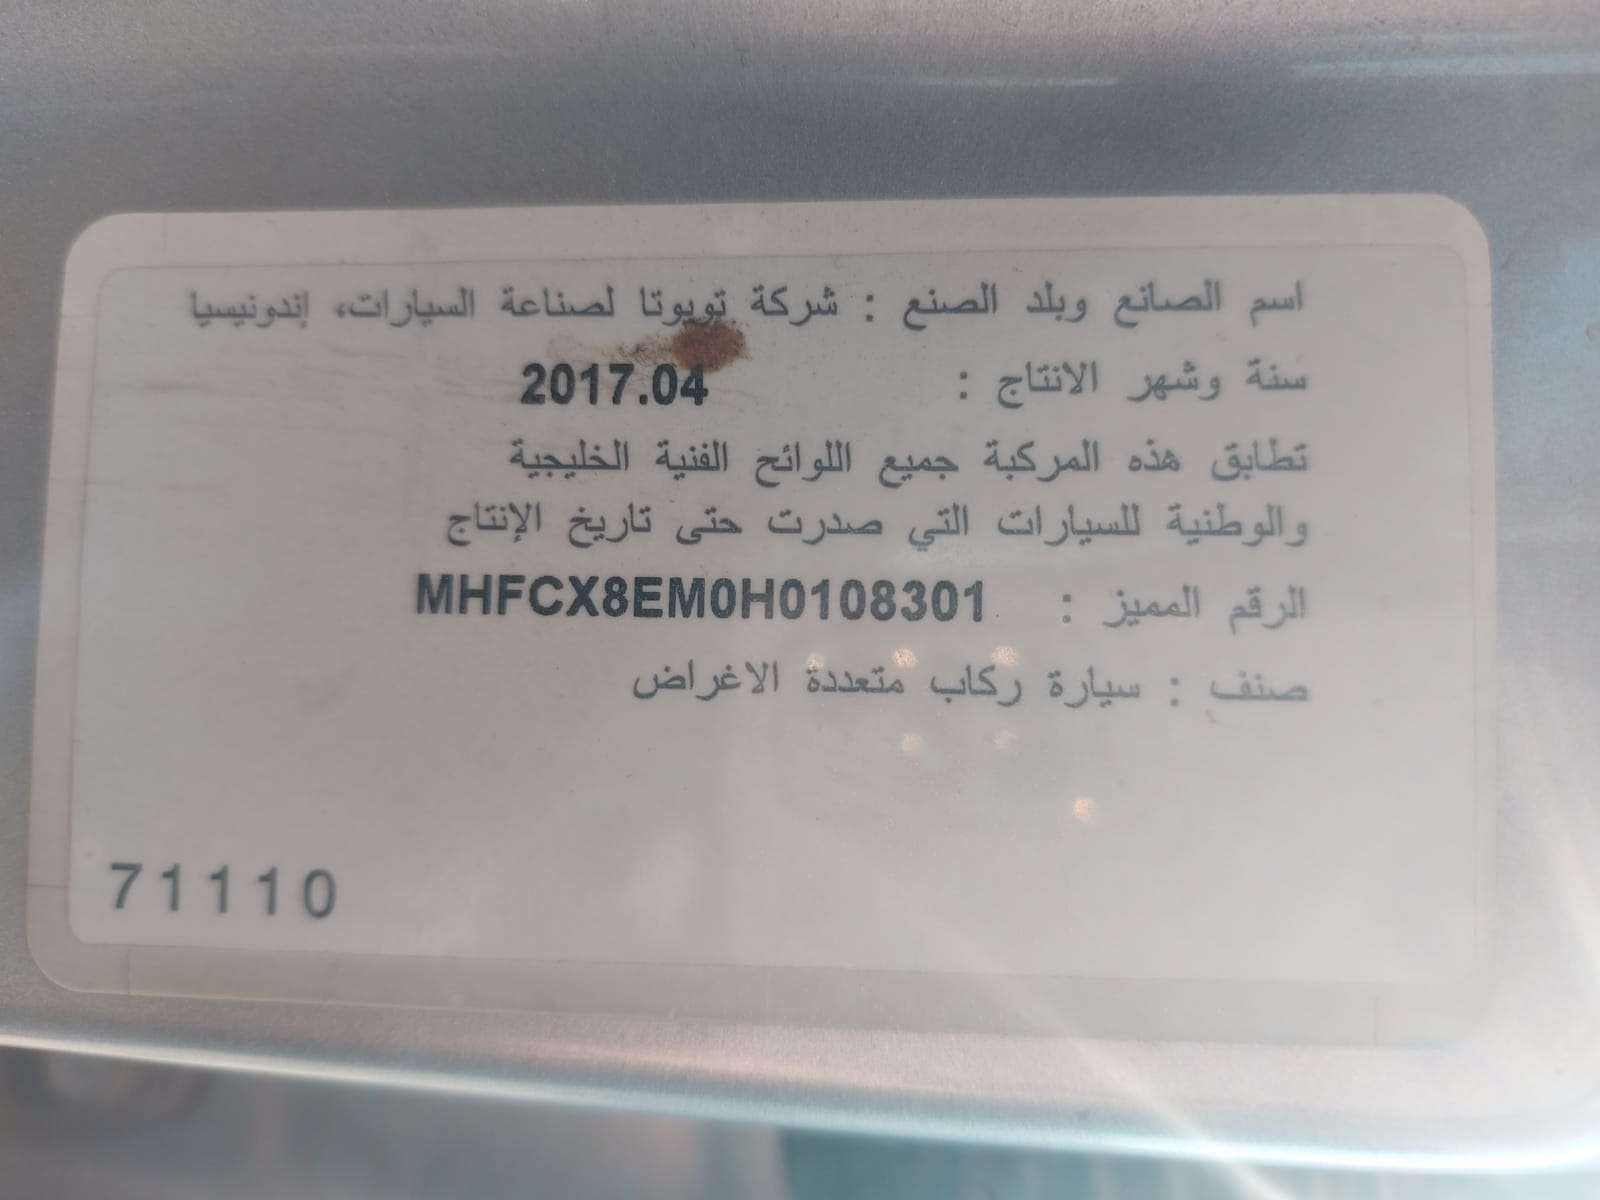 اسم الصانع وبلد الصنع : شركة تويوتا لصناعة السيارات، إندونيسيا
سنة وشهر الانتاج : 2017.04
تطابق هذه المركبة جميع اللوائح الفنية الخليجية
والوطنية للسيارات التي صدرت حتى تاريخ الإنتاج
الرقم المميز : MHFCX8EM0H0108301
صنف : سيارة ركاب متعددة الاغراض
71110